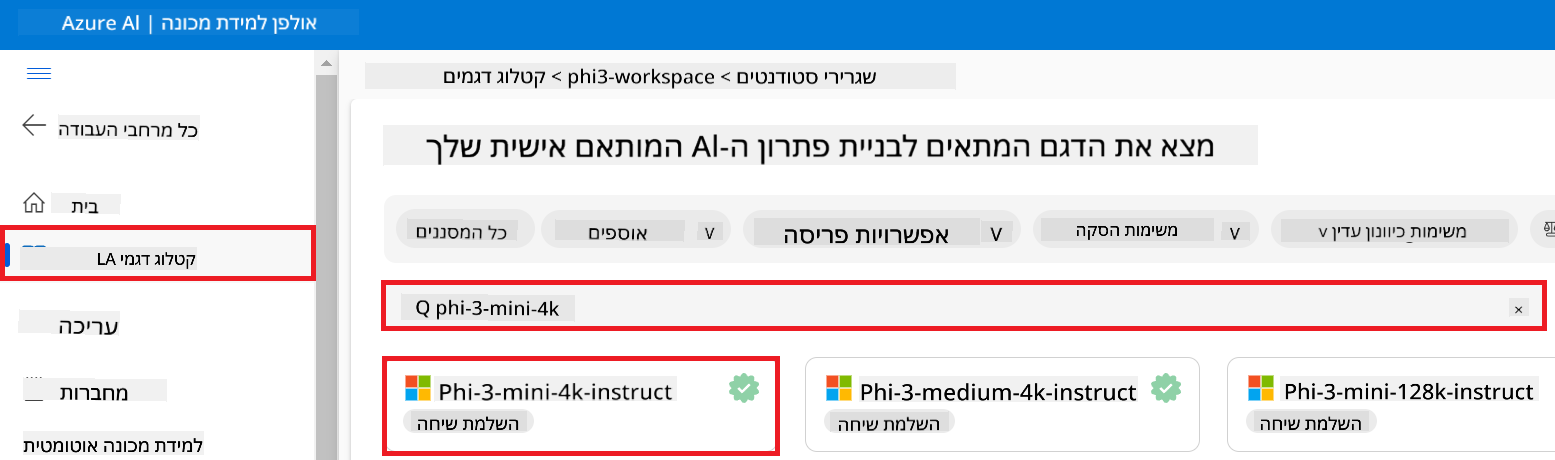 Azure AI | אולפן למידת מכונה
שגרירי סטודנטים > phi3-workspace > קטלוג דגמים
כל מרחבי העבודה
בית
קטלוג דגמי LA
עריכה
מחברות
למידת מכונה אוטומטית
מצא את הדגם המתאים לבניית פתרון ה-AI המותאם אישית שלך
כל המסננים
אוספים v
אפשרויות פריסה v
משימות הסקה v
משימות כיוונון עדין v
Q phi-3-mini-4k ×
Phi-3-mini-4k-instruct
השלמת שיחה
Phi-3-medium-4k-instruct
השלמת שיחה
Phi-3-mini-128k-instruct
השלמת שיחה